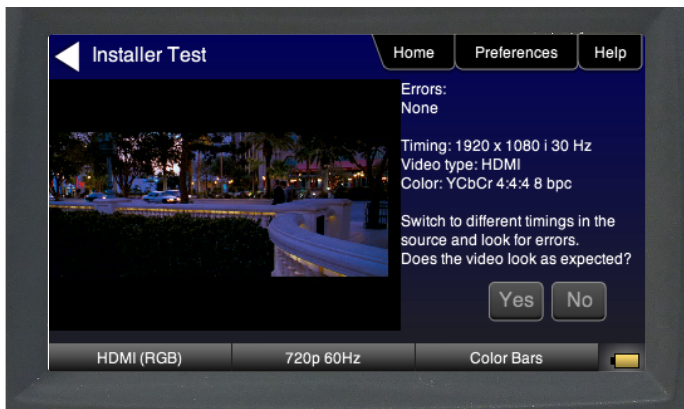 Installer Test
Home
Preferences
Help
Errors:
None
Timing: 1920 x 1080 i 30 Hz
Video type: HDMI
Color: YCbCr 4:4:4 8 bpc
Switch to different timings in the
source and look for errors.
Does the video look as expected?
Yes
No
HDMI (RGB)
720p 60Hz
Color Bars